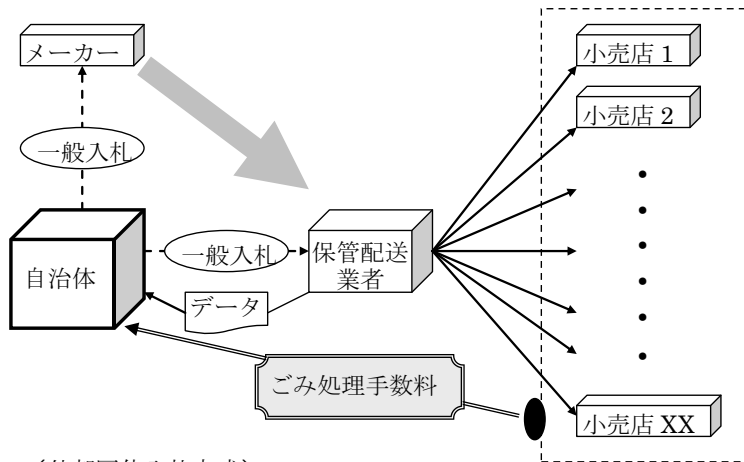 メーカー
小売店 1
小売店 2
一般入札
自治体
一般入札
保管配送
業者
データ
ごみ処理手数料
小売店 XX